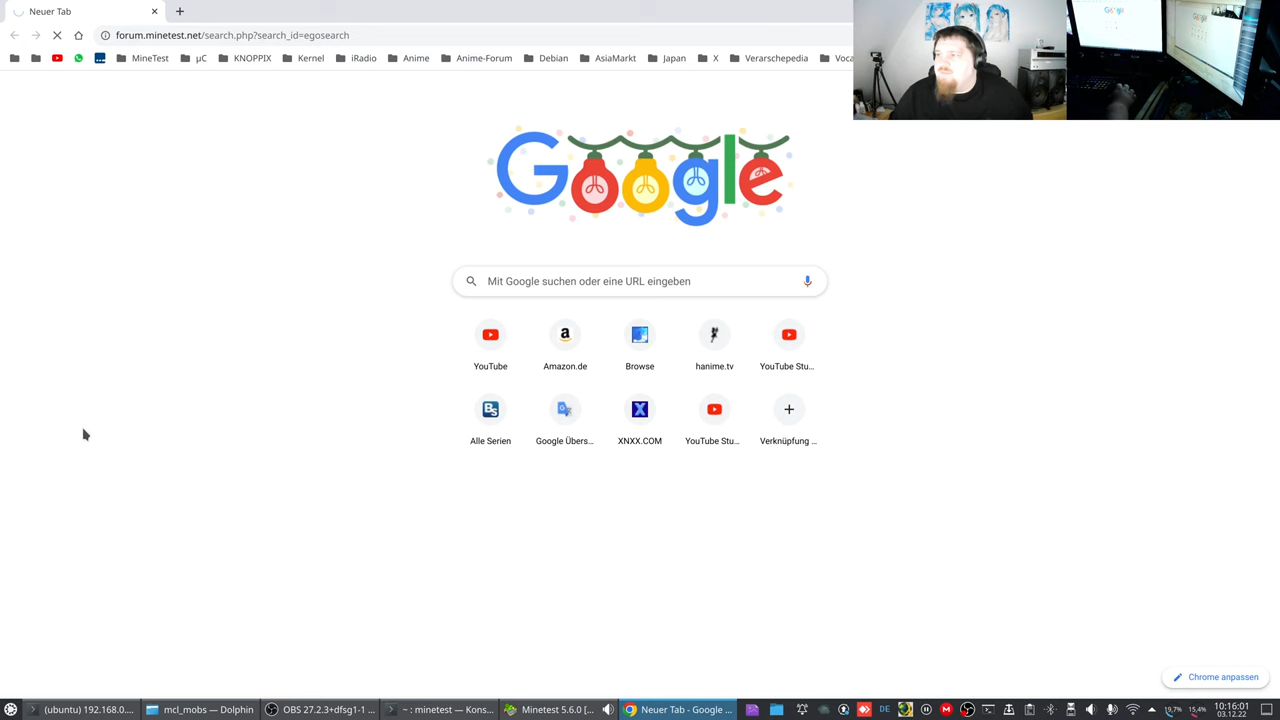 Neuer Tab
forum.minetest.net/search.php?search_id=egosearch
MineTest µC KNOPPIX Kernel iRadio Anime Anime-Forum Debian AsiaMarkt Japan X Verarschepedia Voca
Google
Mit Google suchen oder eine URL eingeben
YouTube Amazon.de Browse hanime.tv YouTube Stu...
Alle Serien Google Übers... XNXX.COM YouTube Stu... Verknüpfung ...
Chrome anpassen
(ubuntu) 192.168.0.... mcl_mobs — Dolphin OBS 27.2.3+dfsg1-1 ... ~ : minetest — Kons... Minetest 5.6.0 [... Neuer Tab - Google ... DE 19,7% 15,4% 10:16:01
03.12.22